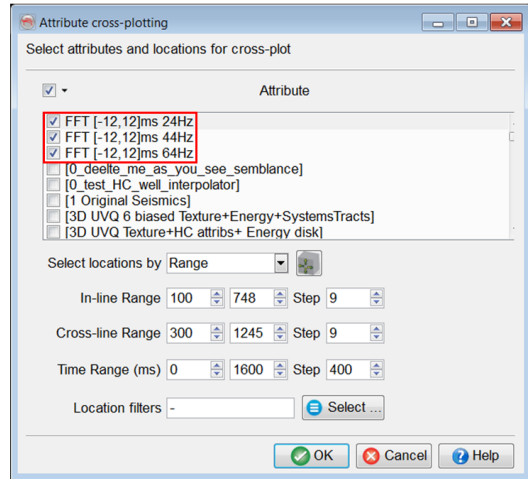 Attribute cross-plotting
Select attributes and locations for cross-plot
Attribute
FFT [-12,12]ms 24Hz
FFT [-12,12]ms 44Hz
FFT [-12,12]ms 64Hz
[0_deelte_me_as_you_see_semblance]
[0_test_HC_well_interpolator]
[1 Original Seismics]
[3D UVQ 6 biased Texture+Energy+SystemsTracts]
[3D UVQ Texture+HC attribs+ Energy disk]
Select locations by Range
In-line Range 100 748 Step 9
Cross-line Range 300 1245 Step 9
Time Range (ms) 0 1600 Step 400
Location filters - Select ...
OK Cancel Help